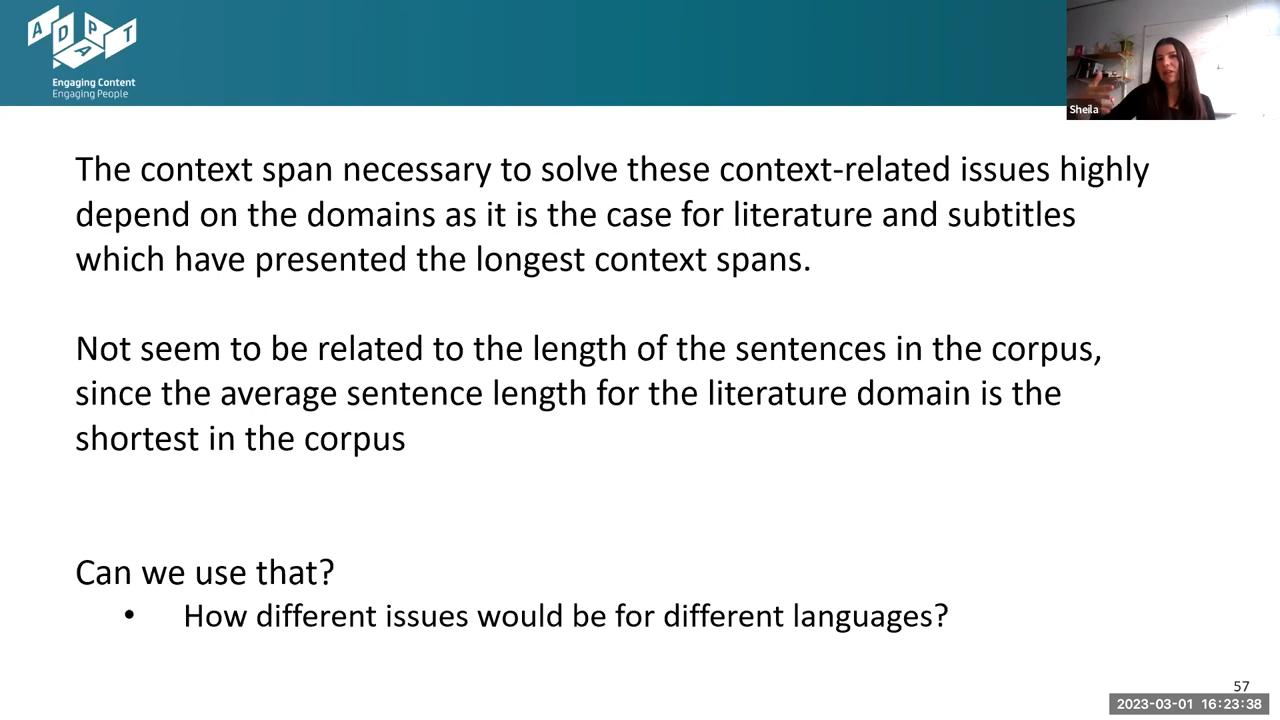 ADAPT
Engaging Content
Engaging People
Sheila
The context span necessary to solve these context-related issues highly
depend on the domains as it is the case for literature and subtitles
which have presented the longest context spans.
Not seem to be related to the length of the sentences in the corpus,
since the average sentence length for the literature domain is the
shortest in the corpus
Can we use that?
• How different issues would be for different languages?
57
2023-03-01 16:23:38